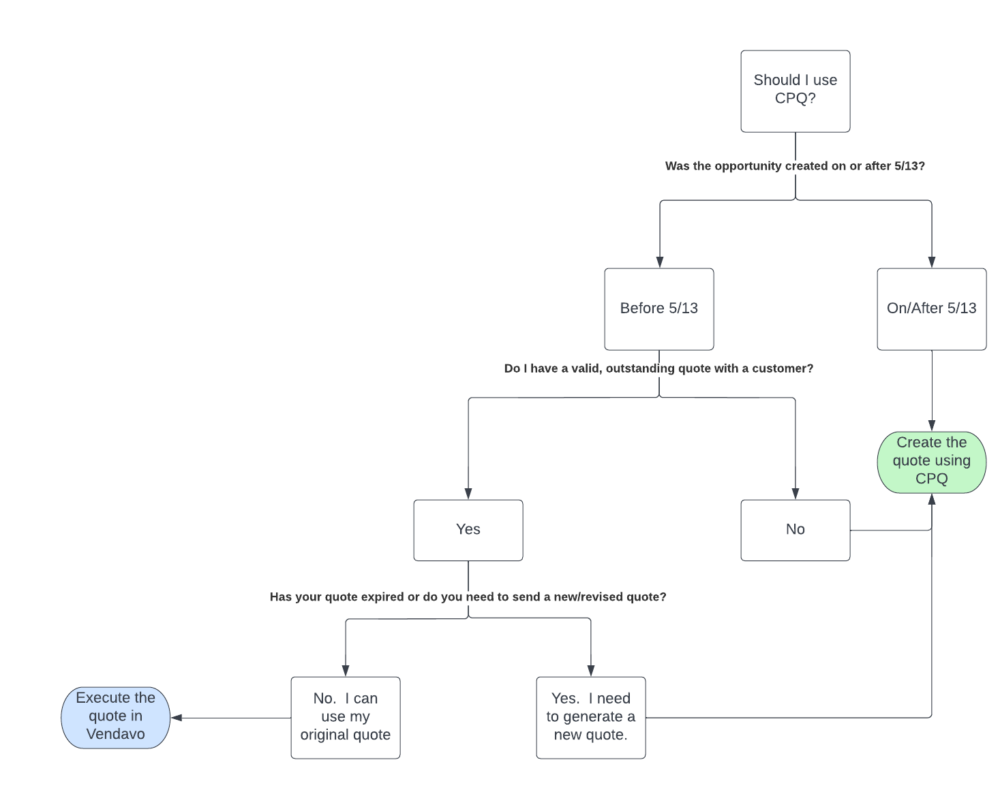 Should I use
CPQ?
Was the opportunity created on or after 5/13?
Before 5/13
On/After 5/13
Do I have a valid, outstanding quote with a customer?
Create the
quote using
CPQ
Yes
No
Has your quote expired or do you need to send a new/revised quote?
Execute the
quote in
Vendavo
No.  I can
use my
original quote
Yes.  I need
to generate a
new quote.